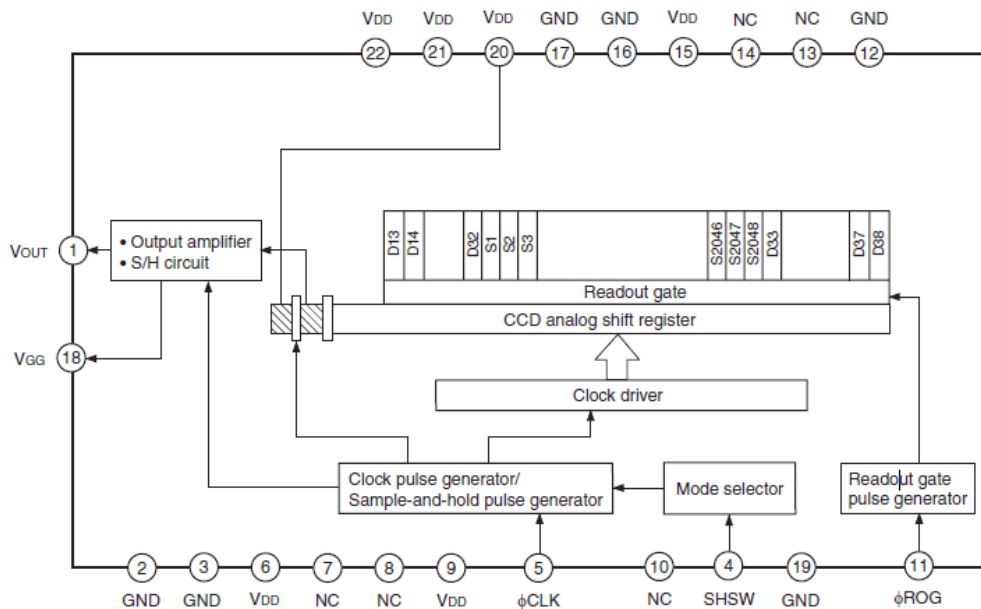 VDD VDD VDD GND GND VDD NC NC GND
22 21 20 17 16 15 14 13 12
D13 D14 D32 S1 S2 S3 S2046 S2047 S2048 D33 D37 D38
VOUT 1
• Output amplifier
• S/H circuit
Readout gate
CCD analog shift register
VGG 18
Clock driver
Clock pulse generator/
Sample-and-hold pulse generator
Mode selector
Readout gate
pulse generator
2 3 6 7 8 9 5 10 4 19 11
GND GND VDD NC NC VDD ϕCLK NC SHSW GND ϕROG